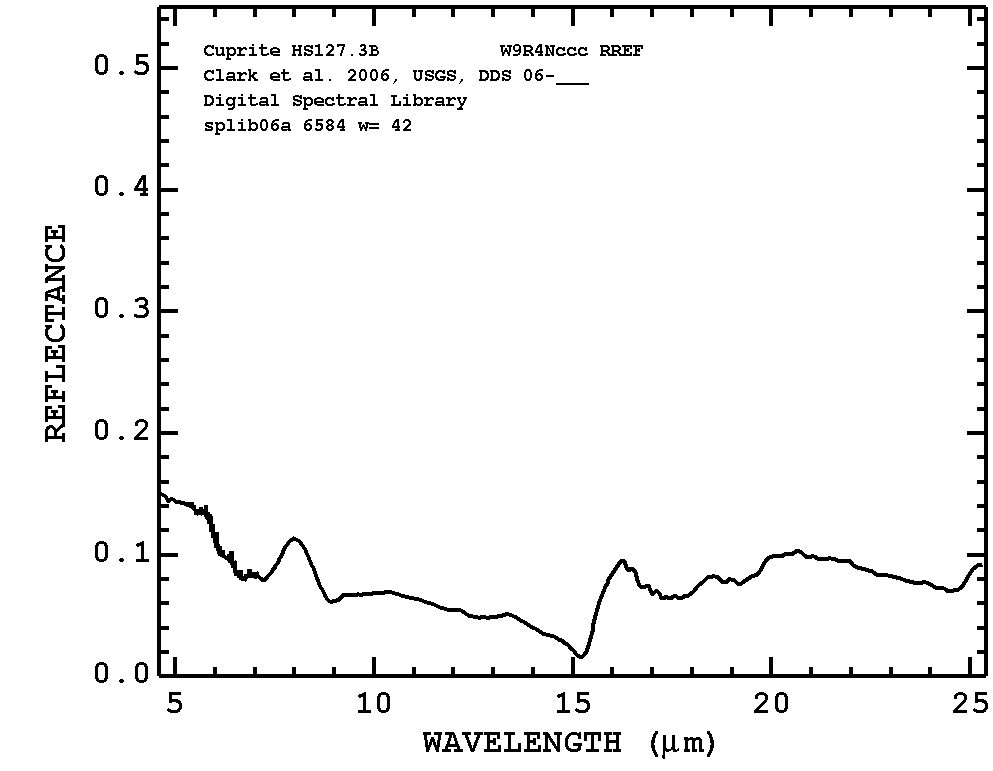 Cuprite HS127.3B W9R4Nccc RREF
Clark et al. 2006, USGS, DDS 06-___
Digital Spectral Library
splib06a 6584 w= 42
0.5
0.4
0.3
0.2
0.1
0.0
REFLECTANCE
5 10 15 20 25
WAVELENGTH (μm)